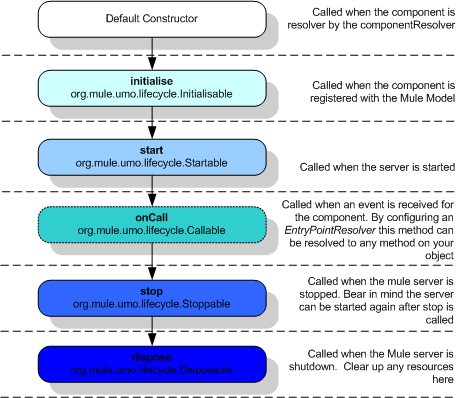 Default Constructor
Called when the component is
resolver by the componentResolver
initialise
org.mule.umo.lifecycle.Initialisable
Called when the component is
registered with the Mule Model
start
org.mule.umo.lifecycle.Startable
Called when the server is started
onCall
org.mule.umo.lifecycle.Callable
Called when an event is received for
the component. By configuring an
EntryPointResolver this method can
be resolved to any method on your
object
stop
org.mule.umo.lifecycle.Stoppable
Called when the mule server is
stopped. Bear in mind the server
can be started again after stop is
called
dispose
org.mule.umo.lifecycle.Disposable
Called when the Mule server is
shutdown. Clear up any resources
here